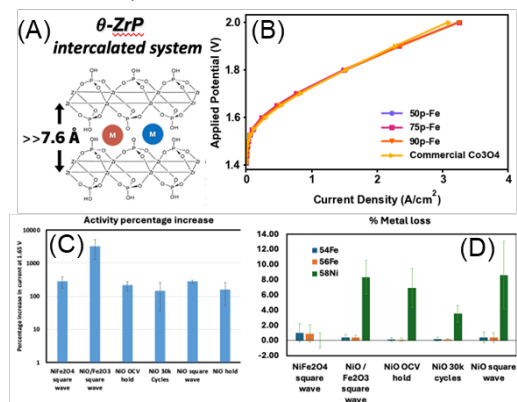 (A)
θ-ZrP
intercalated system
OH
OH
>>7.6 Å
M
M
OH
OH
(B)
Applied Potential (V)
2.0
1.8
1.6
1.4
0
1
2
3
4
Current Density (A/cm²)
50p-Fe
75p-Fe
90p-Fe
Commercial Co3O4
(C)
Activity percentage increase
Percentage increase in current at 1.65 V
10000
1000
100
10
1
NiFe2O4 square wave
NiO/Fe2O3 square wave
NiO OCV hold
NiO 30k Cycles
NiO square wave
NiO hold
(D)
% Metal loss
14.00
12.00
10.00
8.00
6.00
4.00
2.00
0.00
-2.00
54Fe
56Fe
58Ni
NiFe2O4 square wave
NiO / Fe2O3 square wave
NiO OCV hold
NiO 30k cycles
NiO square wave